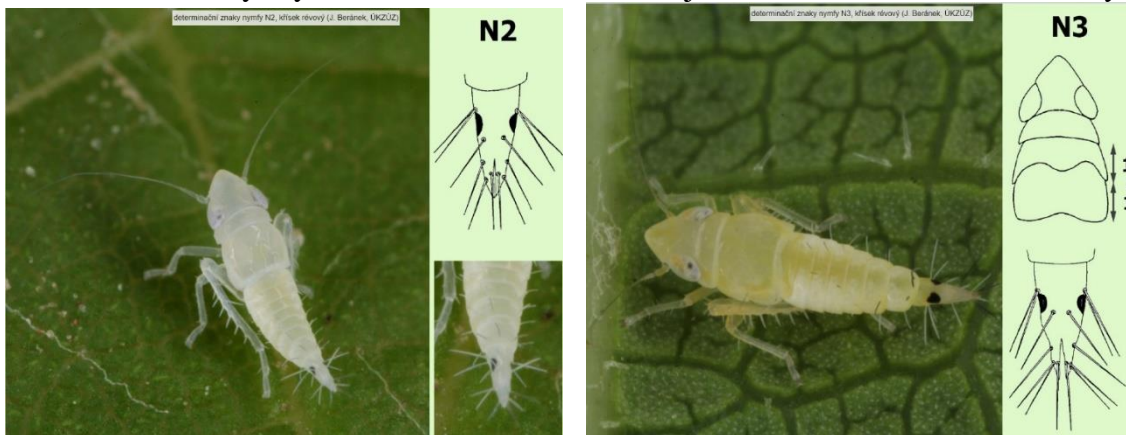 determinační znaky nymfy N2, křísek révový (J. Beránek, ÚKZÚZ)
N2
determinační znaky nymfy N3, křísek révový (J. Beránek, ÚKZÚZ)
N3